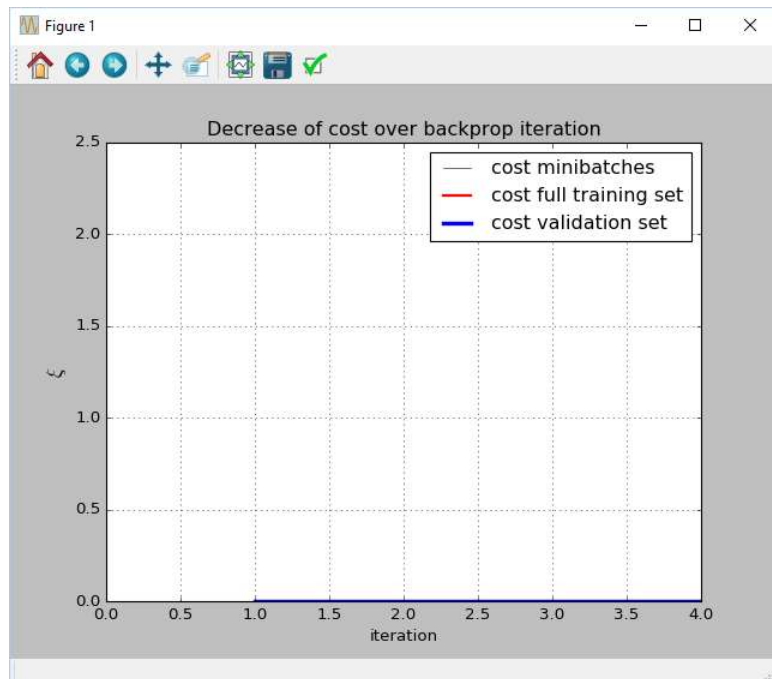 Figure 1
Decrease of cost over backprop iteration
cost minibatches
cost full training set
cost validation set
2.5
2.0
1.5
1.0
0.5
0.0
ξ
0.0 0.5 1.0 1.5 2.0 2.5 3.0 3.5 4.0
iteration